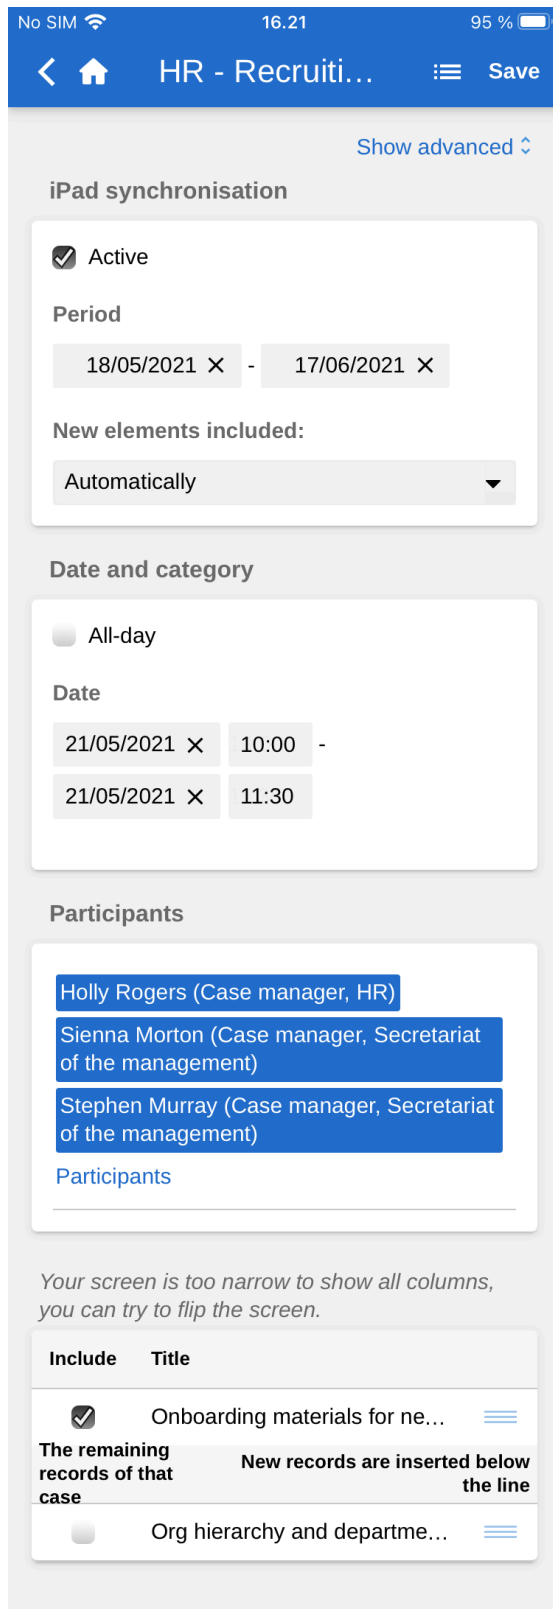 No SIM 16.21 95 %
HR - Recruiti... Save
Show advanced
iPad synchronisation
Active
Period
18/05/2021 - 17/06/2021
New elements included:
Automatically
Date and category
All-day
Date
21/05/2021 10:00 -
21/05/2021 11:30
Participants
Holly Rogers (Case manager, HR)
Sienna Morton (Case manager, Secretariat
of the management)
Stephen Murray (Case manager, Secretariat
of the management)
Participants
Your screen is too narrow to show all columns,
you can try to flip the screen.
Include Title
Onboarding materials for ne...
The remaining
records of that
case
New records are inserted below
the line
Org hierarchy and departme...